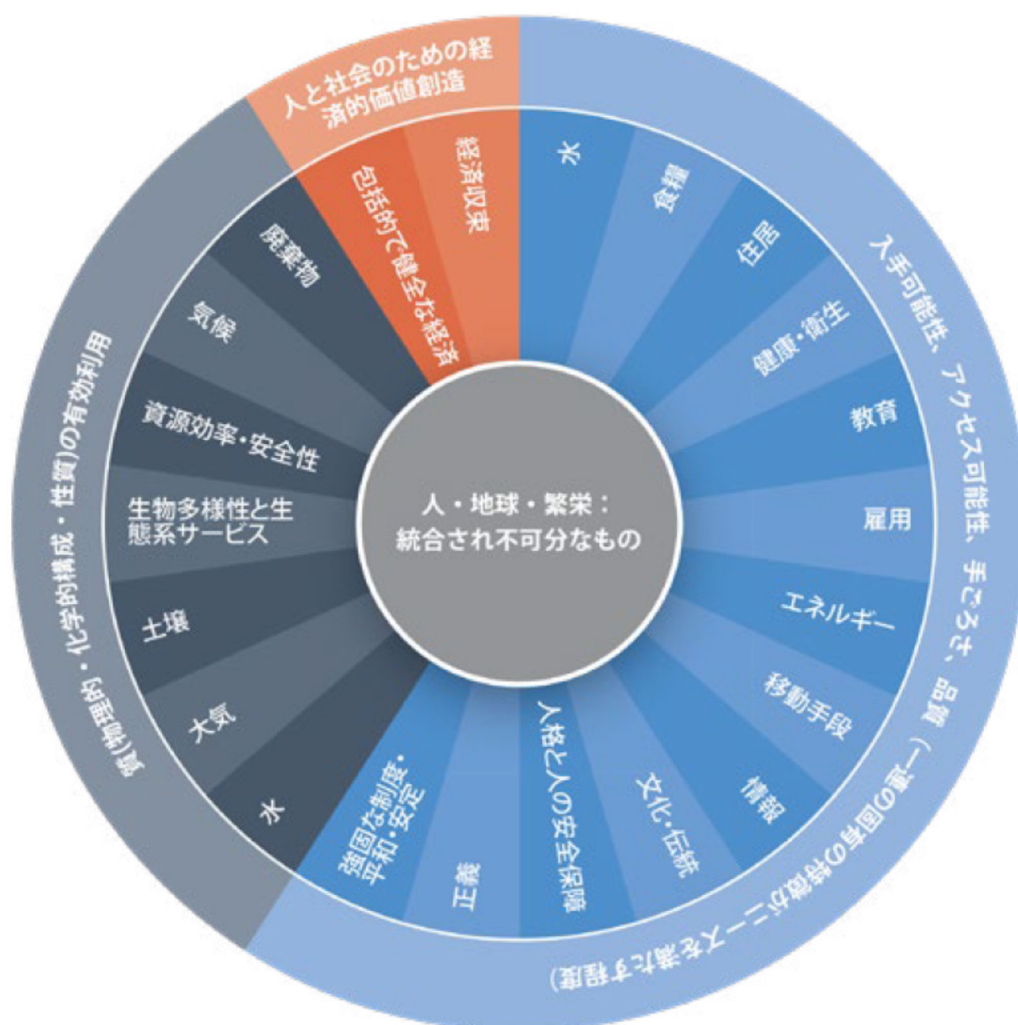 人と社会のための経
済的価値創造
経済収束
包括的で健全な経済
水
食糧
住居
健康・衛生
教育
雇用
エネルギー
移動手段
情報
文化・伝統
人格と人の安全保障
正義
強固な制度・
平和・安定
入手可能性、アクセス可能性、手ごろさ、品質（一連の固有の特徴がニーズを満たす程度）
廃棄物
気候
資源効率・安全性
生物多様性と生
態系サービス
土壌
大気
水
質(物理的・化学的構成・性質)の有効利用
人・地球・繁栄：
統合され不可分なもの